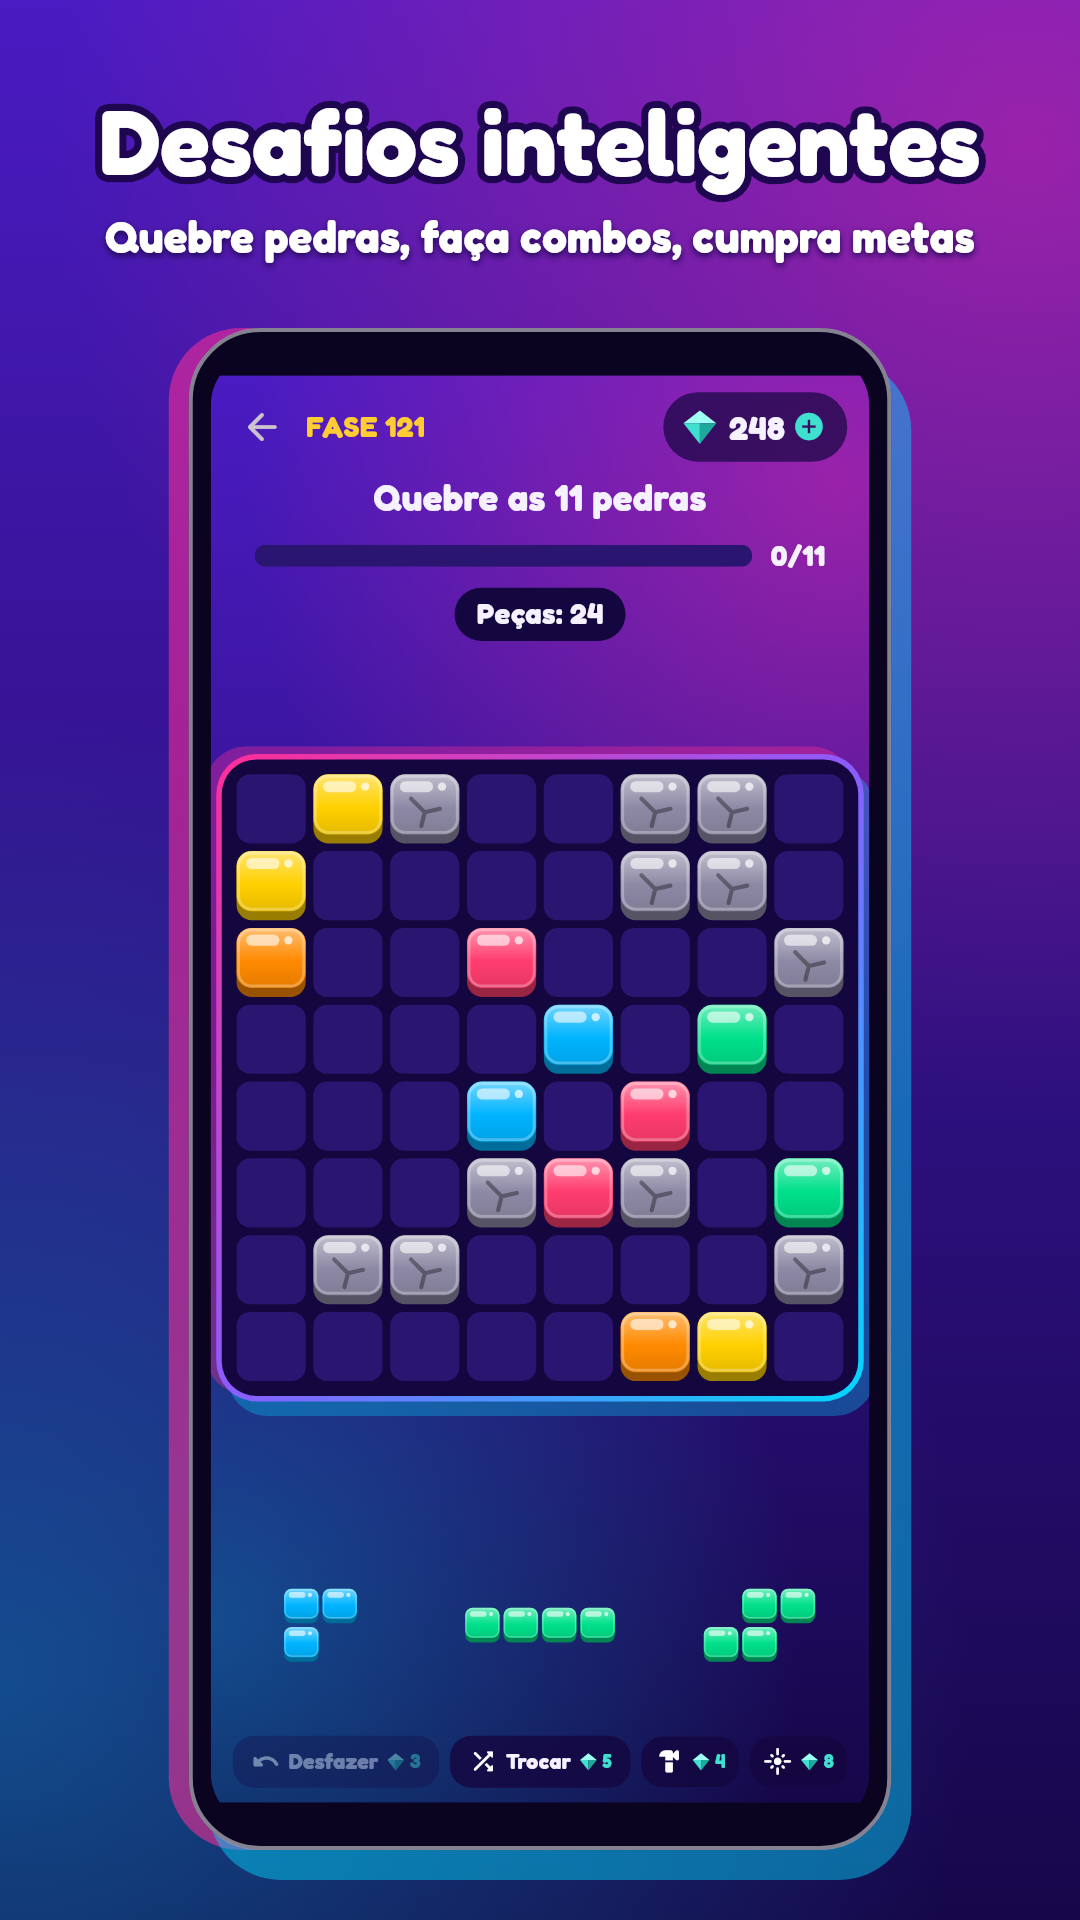 Desafios inteligentes
Quebre pedras, faça combos, cumpra metas
FASE 121
248
Quebre as 11 pedras
0/11
Peças: 24
Desfazer 3
Trocar 5
4
8